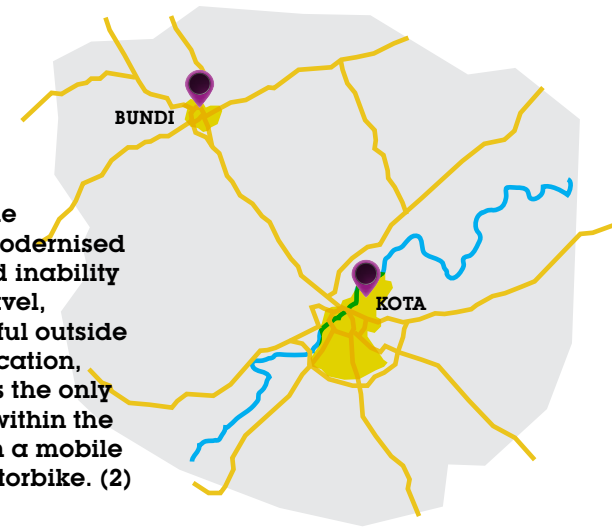 BUNDI
odernised
d inability
vel,
KOTA
ful outside
cation,
s the only
within the
n a mobile
torbike. (2)